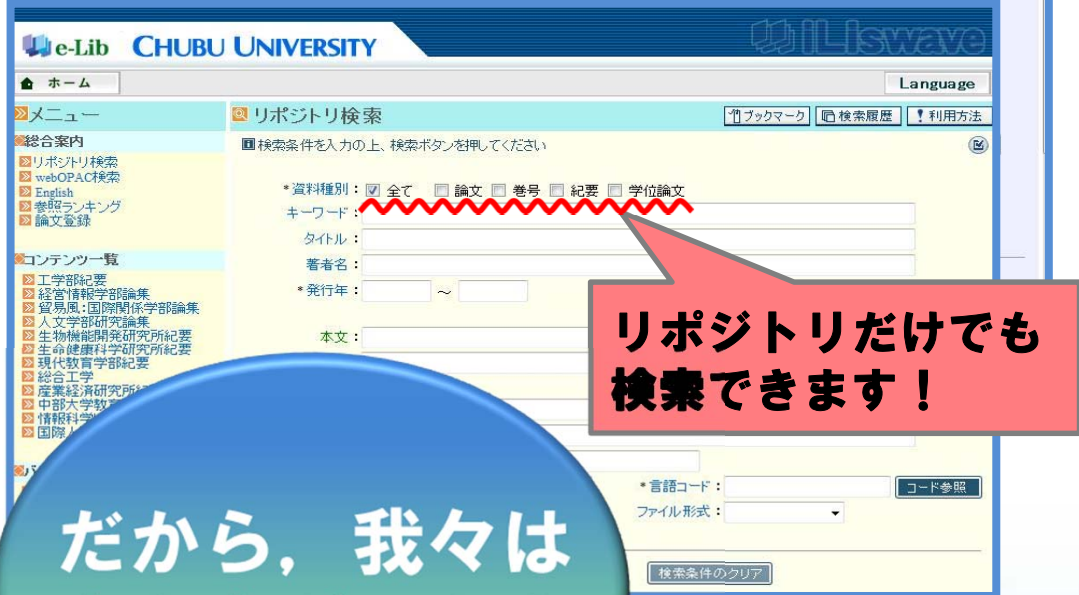 e-Lib CHUBU UNIVERSITY
iLiswave
ホーム
Language
メニュー
総合案内
リポジトリ検索
webOPAC検索
English
参照ランキング
論文登録
コンテンツ一覧
工学部紀要
経営情報学部論集
貿易風:国際関係学部論集
人文学部研究論集
生物機能開発研究所紀要
生命健康科学研究所紀要
現代教育学部紀要
総合工学
産業経済研究所
中部大学教
情報科学
国際
リポジトリ検索
ブックマーク
検索履歴
利用方法
検索条件を入力の上、検索ボタンを押してください
*資料種別: 全て 論文 巻号 紀要 学位論文
キーワード:
タイトル:
著者名:
*発行年: ～
本文:
*言語コード:
コード参照
ファイル形式:
検索条件のクリア
リポジトリだけでも
検索できます！
だから，我々は